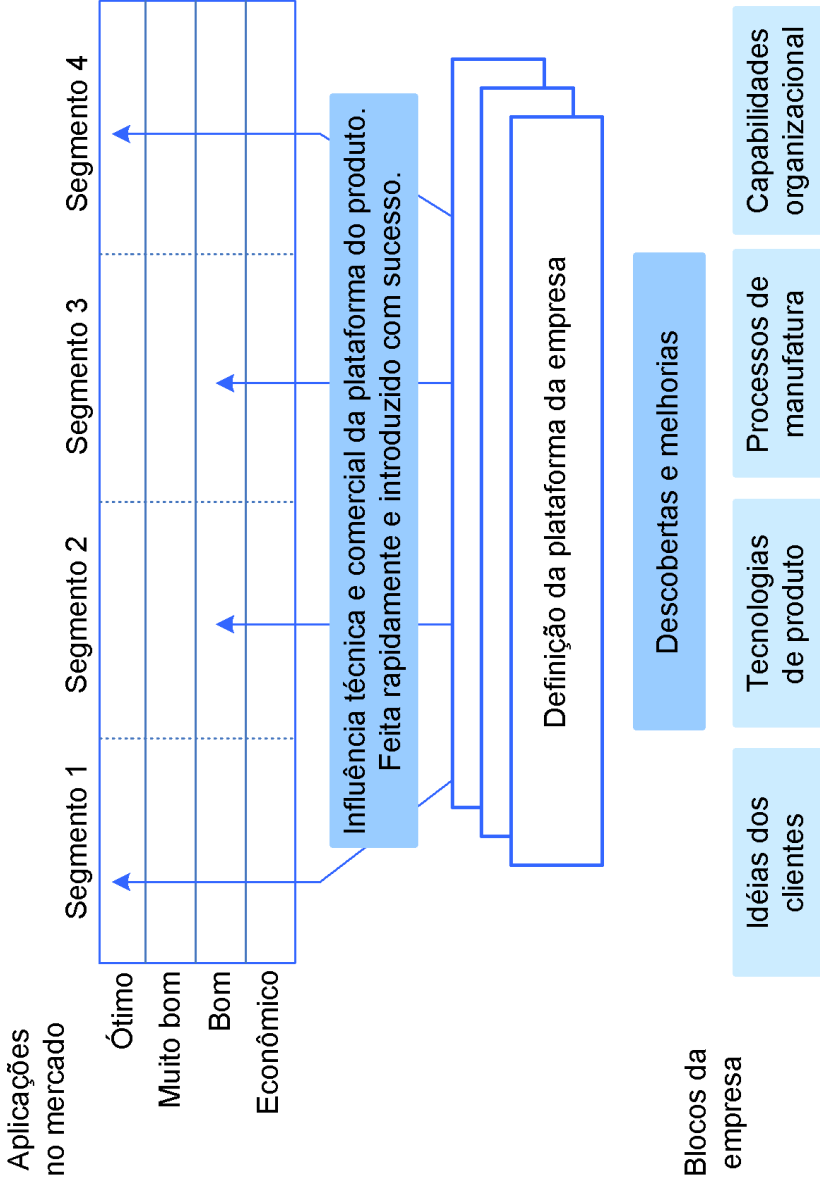 Aplicações
no mercado
Segmento 1
Segmento 2
Segmento 3
Segmento 4
Ótimo
Muito bom
Bom
Econômico
Influência técnica e comercial da plataforma do produto.
Feita rapidamente e introduzido com sucesso.
Definição da plataforma da empresa
Descobertas e melhorias
Blocos da
empresa
Idéias dos
clientes
Tecnologias
de produto
Processos de
manufatura
Capabilidades
organizacional